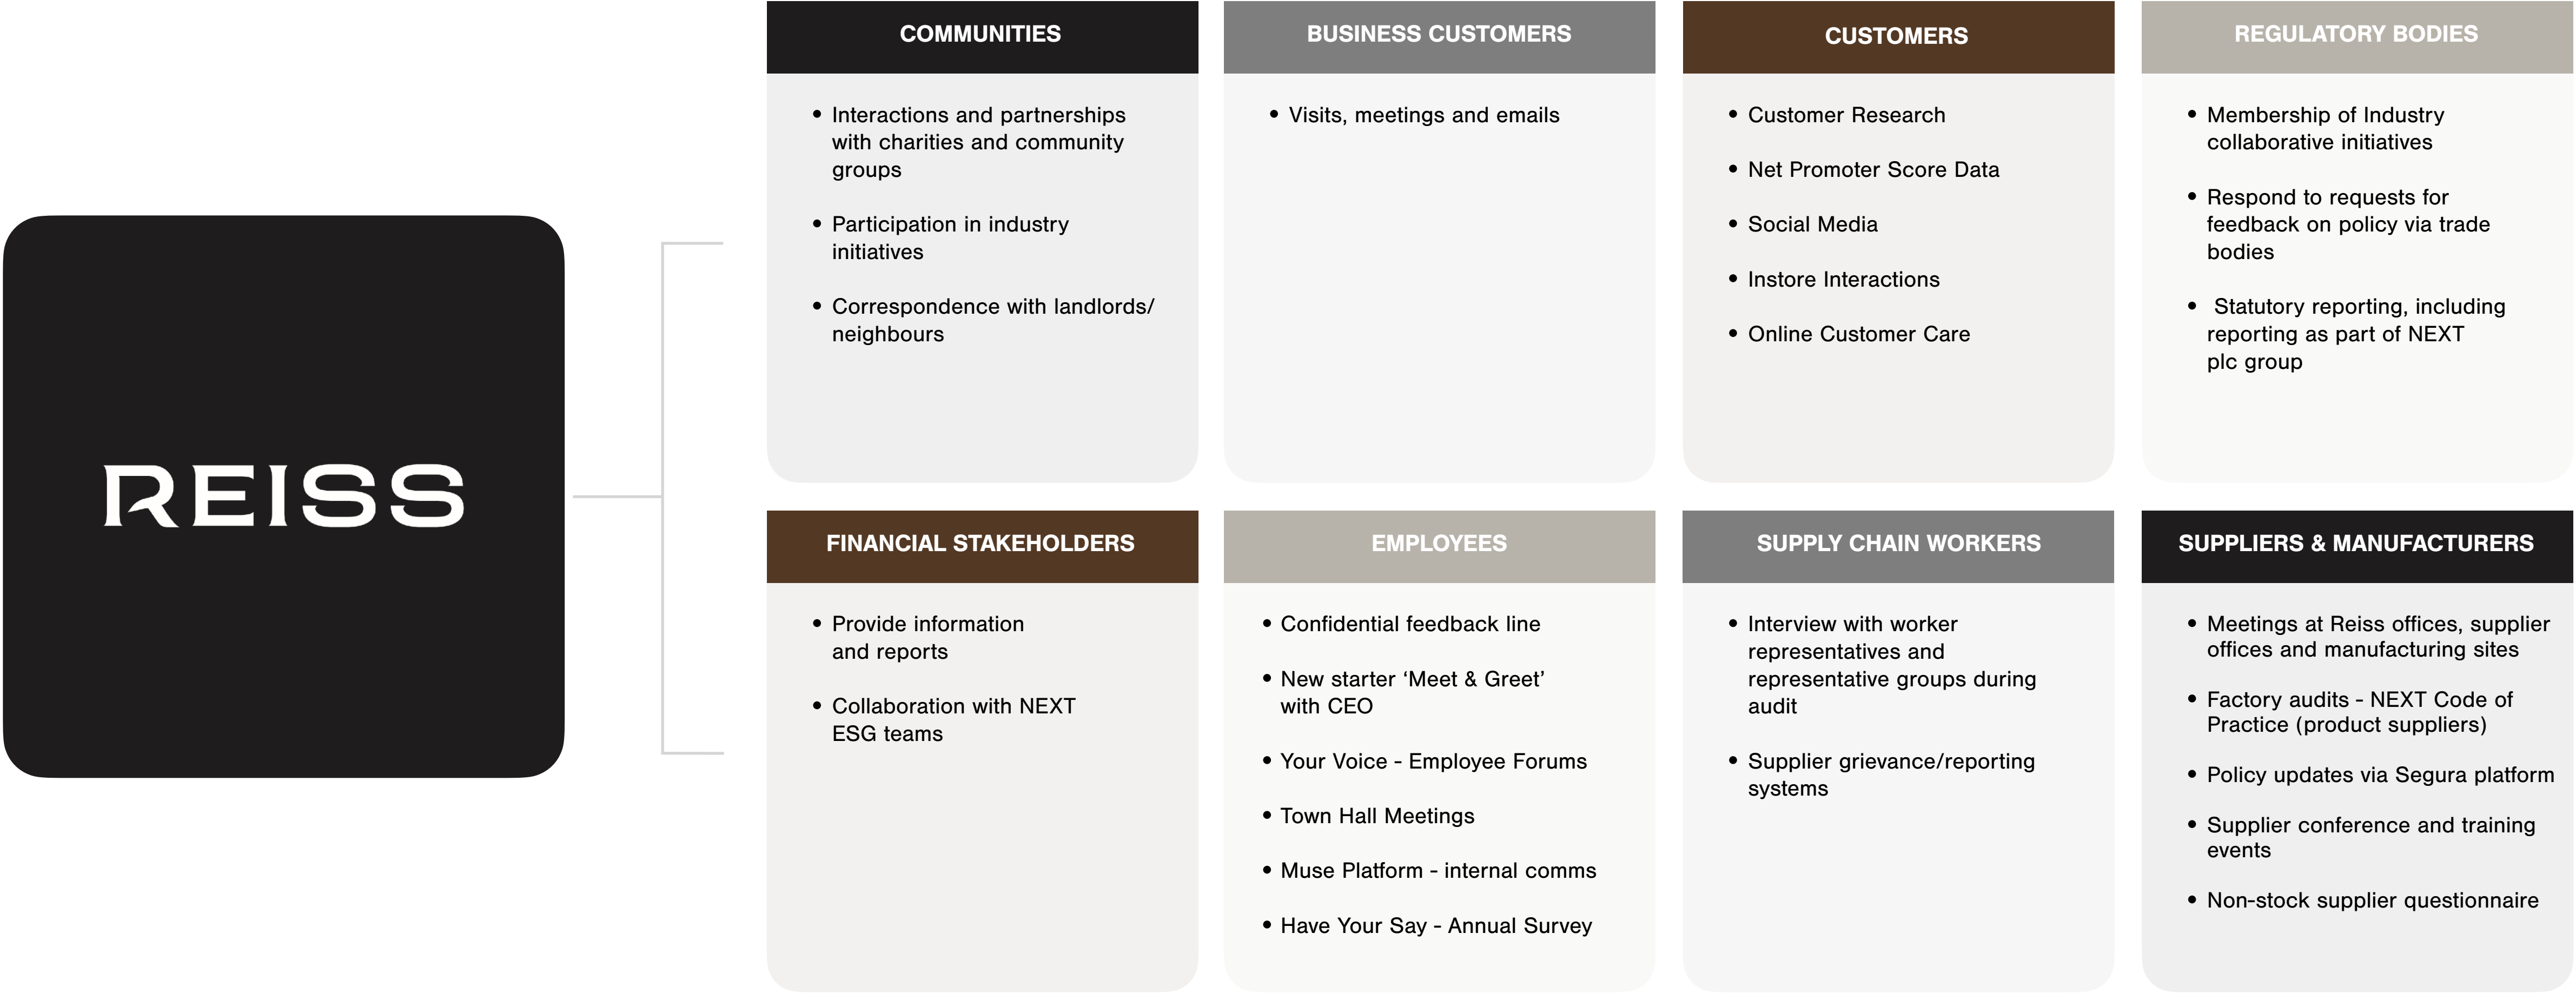 REISS
COMMUNITIES
• Interactions and partnerships
with charities and community
groups
• Participation in industry
initiatives
• Correspondence with landlords/
neighbours
BUSINESS CUSTOMERS
• Visits, meetings and emails
CUSTOMERS
• Customer Research
• Net Promoter Score Data
• Social Media
• Instore Interactions
• Online Customer Care
REGULATORY BODIES
• Membership of Industry
collaborative initiatives
• Respond to requests for
feedback on policy via trade
bodies
• Statutory reporting, including
reporting as part of NEXT
plc group
FINANCIAL STAKEHOLDERS
• Provide information
and reports
• Collaboration with NEXT
ESG teams
EMPLOYEES
• Confidential feedback line
• New starter ‘Meet & Greet’
with CEO
• Your Voice - Employee Forums
• Town Hall Meetings
• Muse Platform - internal comms
• Have Your Say - Annual Survey
SUPPLY CHAIN WORKERS
• Interview with worker
representatives and
representative groups during
audit
• Supplier grievance/reporting
systems
SUPPLIERS & MANUFACTURERS
• Meetings at Reiss offices, supplier
offices and manufacturing sites
• Factory audits - NEXT Code of
Practice (product suppliers)
• Policy updates via Segura platform
• Supplier conference and training
events
• Non-stock supplier questionnaire